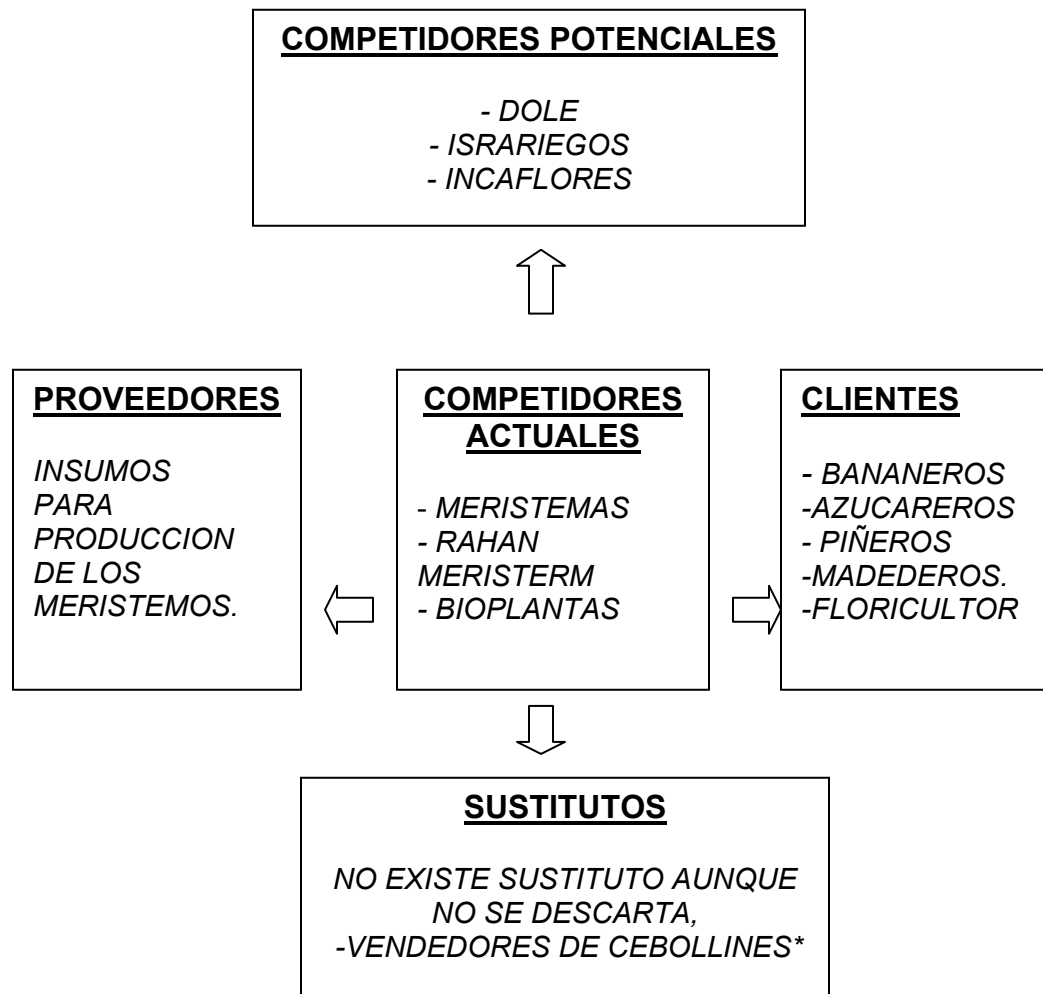 COMPETIDORES POTENCIALES
- DOLE
- ISRARIEGOS
- INCAFLORES
PROVEEDORES
INSUMOS
PARA
PRODUCCION
DE LOS
MERISTEMOS.
COMPETIDORES
ACTUALES
- MERISTEMAS
- RAHAN
MERISTERM
- BIOPLANTAS
CLIENTES
- BANANEROS
-AZUCAREROS
- PIÑEROS
-MADEDEROS.
-FLORICULTOR
SUSTITUTOS
NO EXISTE SUSTITUTO AUNQUE
NO SE DESCARTA,
-VENDEDORES DE CEBOLLINES*